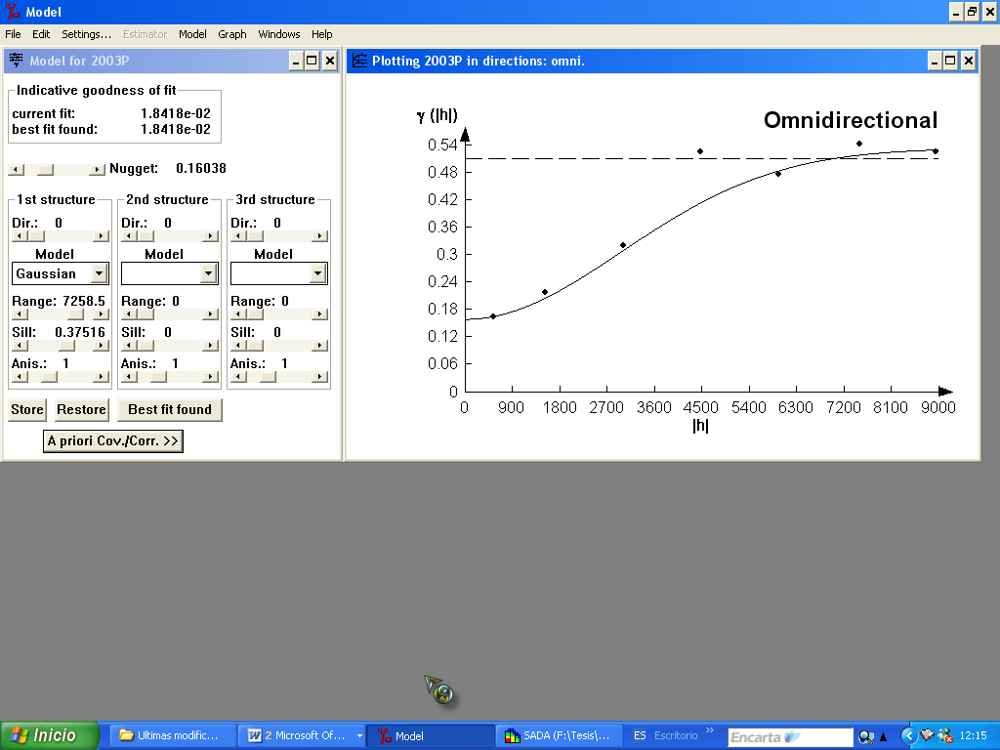 Model
File Edit Settings... Estimator Model Graph Windows Help
Model for 2003P
Indicative goodness of fit
current fit: 1.8418e-02
best fit found: 1.8418e-02
Nugget: 0.16038
1st structure 2nd structure 3rd structure
Dir.: 0 Dir.: 0 Dir.: 0
Model Model Model
Gaussian
Range: 7258.5 Range: 0 Range: 0
Sill: 0.37516 Sill: 0 Sill: 0
Anis.: 1 Anis.: 1 Anis.: 1
Store Restore Best fit found
A priori Cov./Corr. >>
Plotting 2003P in directions: omni.
γ (|h|)
Omnidirectional
0.54
0.48
0.42
0.36
0.3
0.24
0.18
0.12
0.06
0
0 900 1800 2700 3600 4500 5400 6300 7200 8100 9000
|h|
Inicio Ultimas modific... 2 Microsoft Of... Model SADA (F:\Tesis\... ES Escritorio » Encarta 12:15